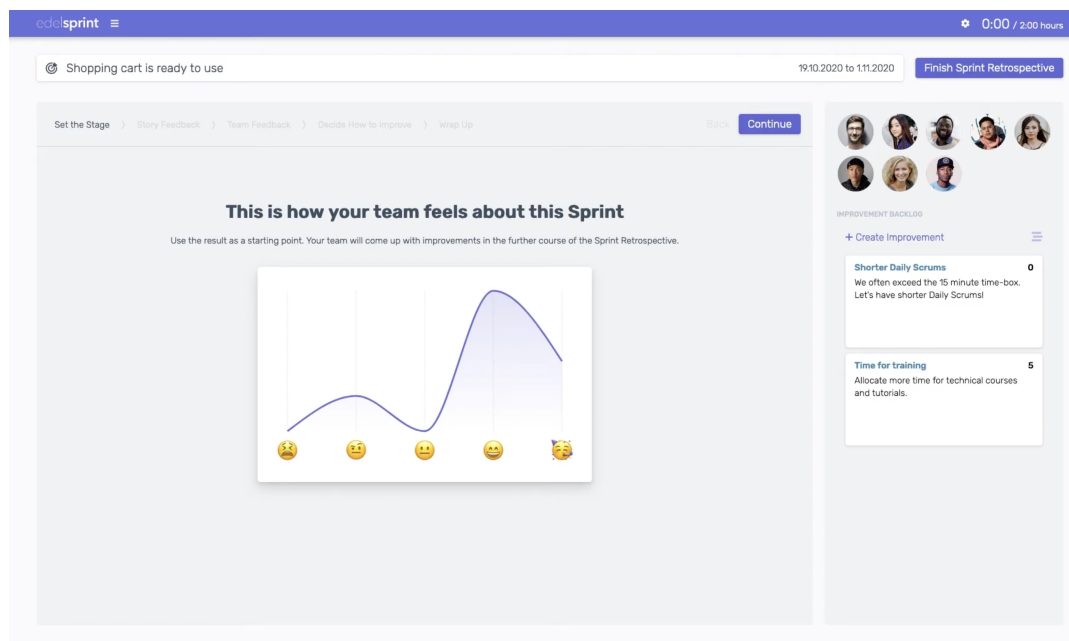 edelsprint
0:00 / 2:00 hours
Shopping cart is ready to use
19.10.2020 to 1.11.2020
Finish Sprint Retrospective
Set the Stage
Story Feedback
Team Feedback
Decide How to Improve
Wrap Up
Back
Continue
This is how your team feels about this Sprint
Use the result as a starting point. Your team will come up with improvements in the further course of the Sprint Retrospective.
IMPROVEMENT BACKLOG
+ Create Improvement
Shorter Daily Scrums 0
We often exceed the 15 minute time-box.
Let's have shorter Daily Scrums!
Time for training 5
Allocate more time for technical courses
and tutorials.